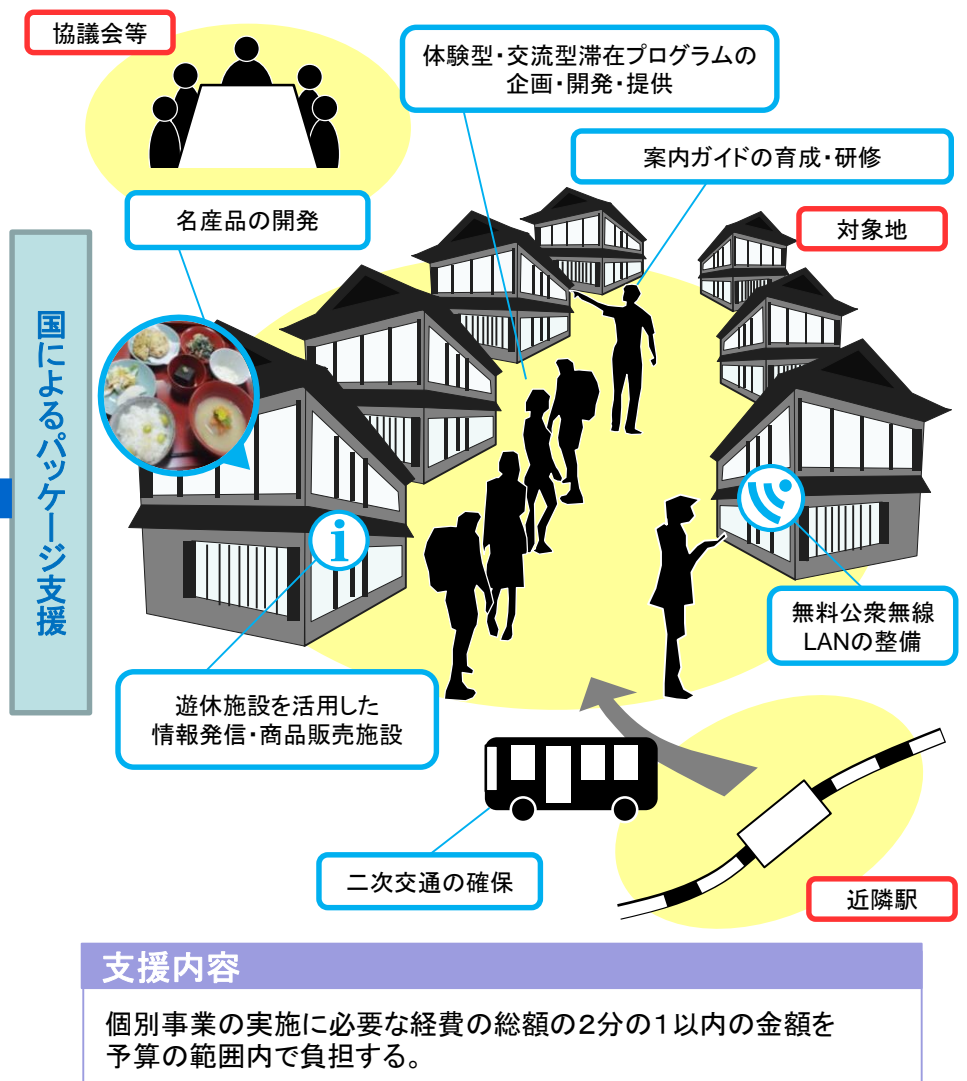 協議会等
体験型・交流型滞在プログラムの
企画・開発・提供
案内ガイドの育成・研修
名産品の開発
対象地
国によるパッケージ支援
i
無料公衆無線
LANの整備
遊休施設を活用した
情報発信・商品販売施設
二次交通の確保
近隣駅
支援内容
個別事業の実施に必要な経費の総額の2分の1以内の金額を
予算の範囲内で負担する。